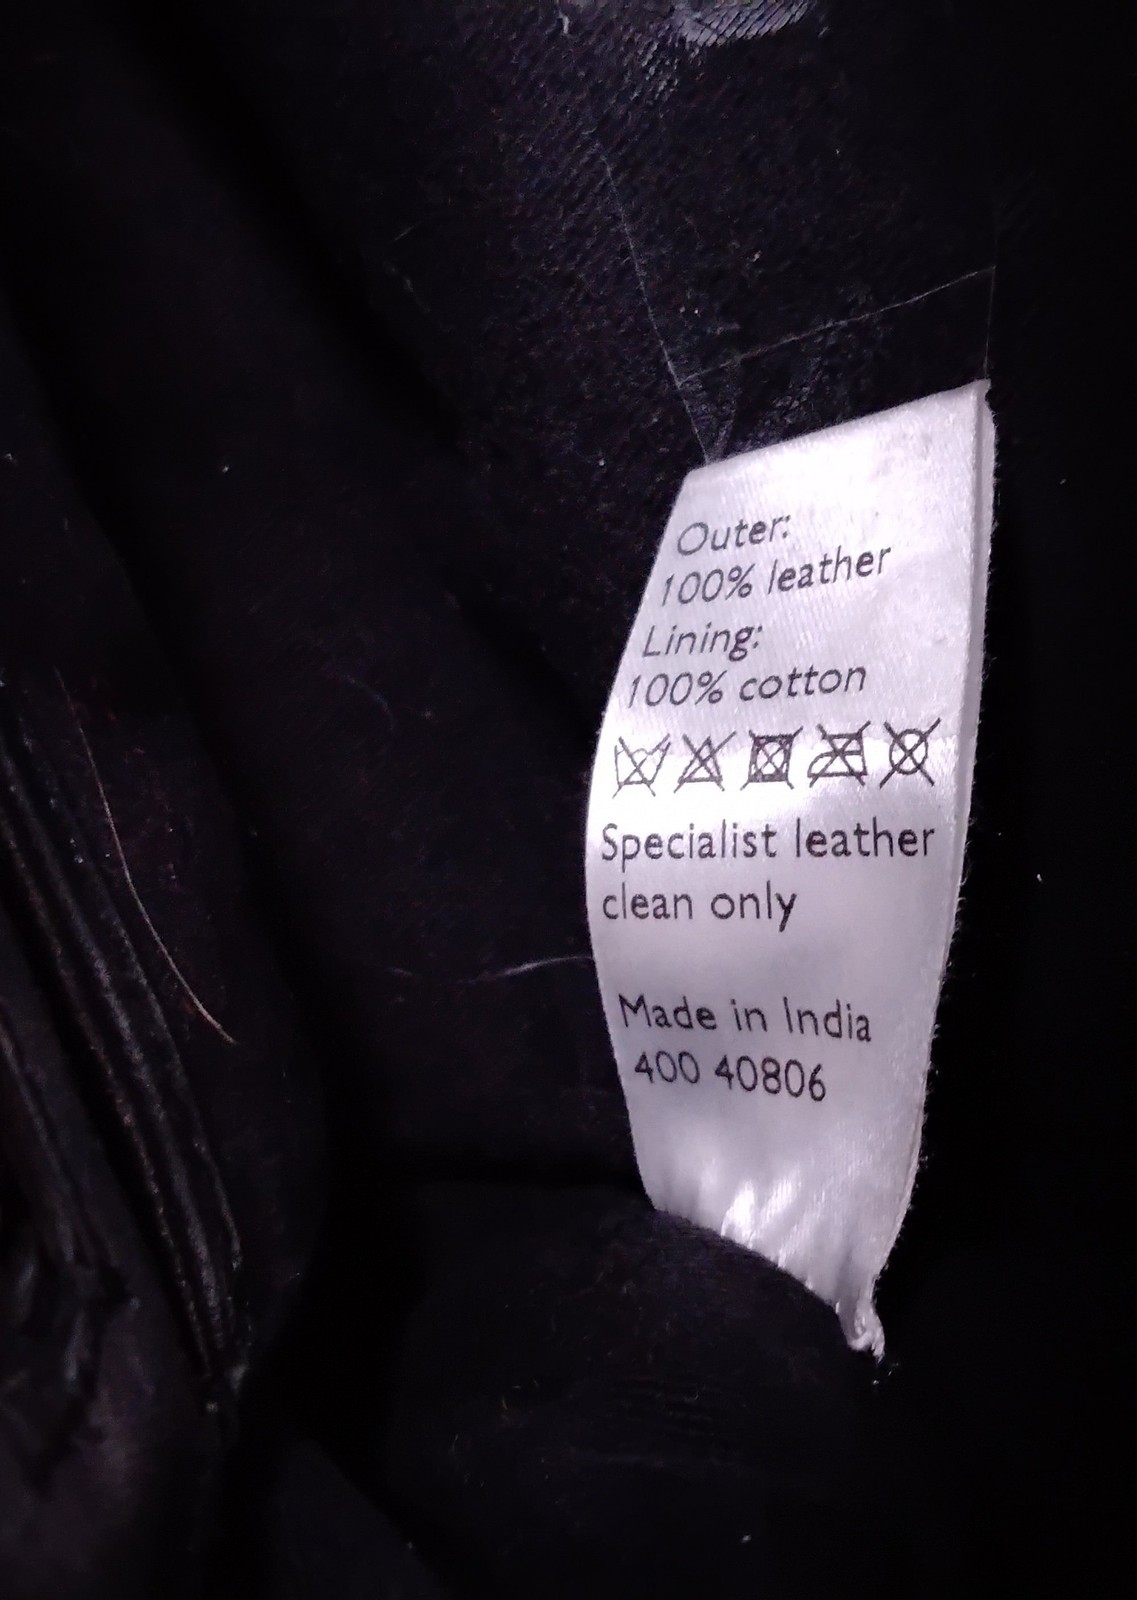 Outer:
100% leather
Lining:
100% cotton
Specialist leather
clean only
Made in India
400 40806